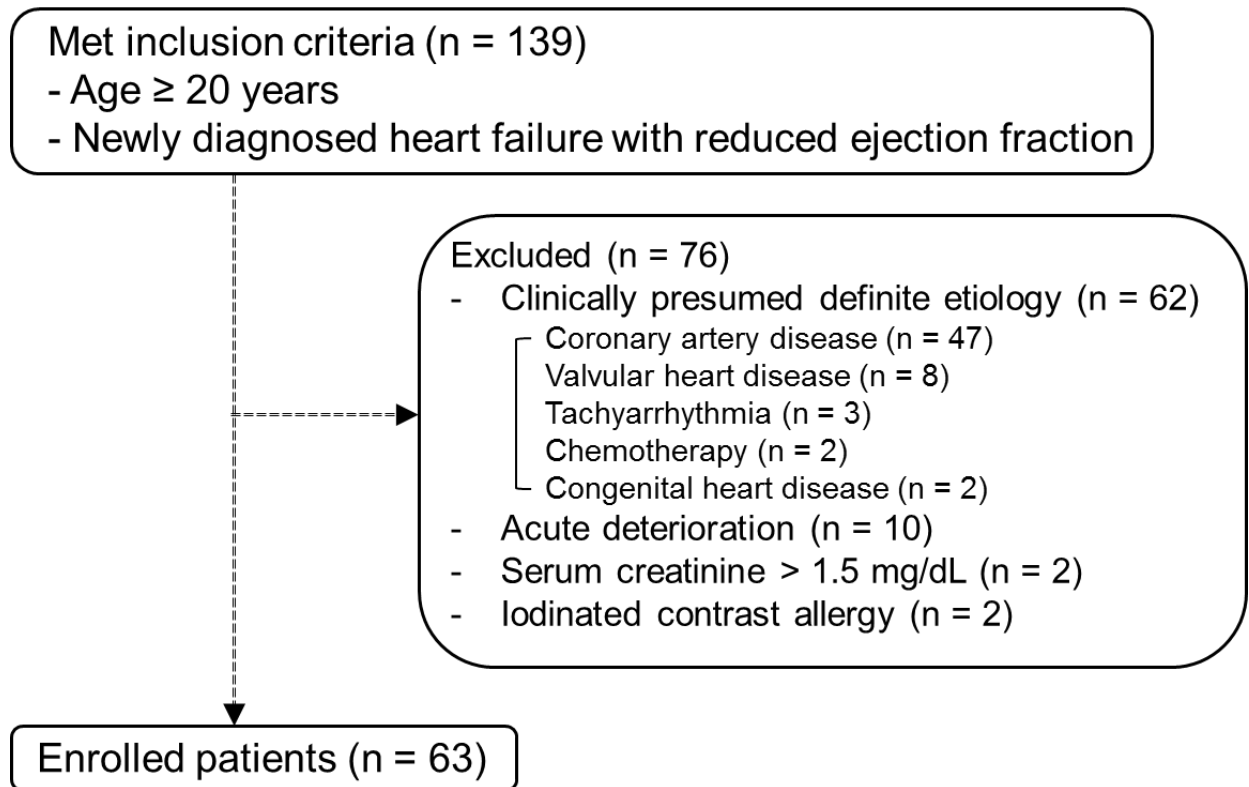 Met inclusion criteria (n = 139)
- Age ≥ 20 years
- Newly diagnosed heart failure with reduced ejection fraction
Excluded (n = 76)
- Clinically presumed definite etiology (n = 62)
Coronary artery disease (n = 47)
Valvular heart disease (n = 8)
Tachyarrhythmia (n = 3)
Chemotherapy (n = 2)
Congenital heart disease (n = 2)
- Acute deterioration (n = 10)
- Serum creatinine > 1.5 mg/dL (n = 2)
- Iodinated contrast allergy (n = 2)
Enrolled patients (n = 63)